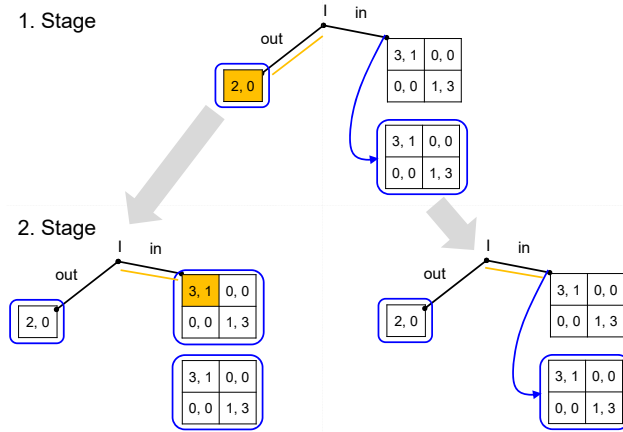 1. Stage
I
out
in
2, 0
3, 1
0, 0
0, 0
1, 3
3, 1
0, 0
0, 0
1, 3
2. Stage
I
out
in
2, 0
3, 1
0, 0
0, 0
1, 3
3, 1
0, 0
0, 0
1, 3
I
out
in
2, 0
3, 1
0, 0
0, 0
1, 3
3, 1
0, 0
0, 0
1, 3